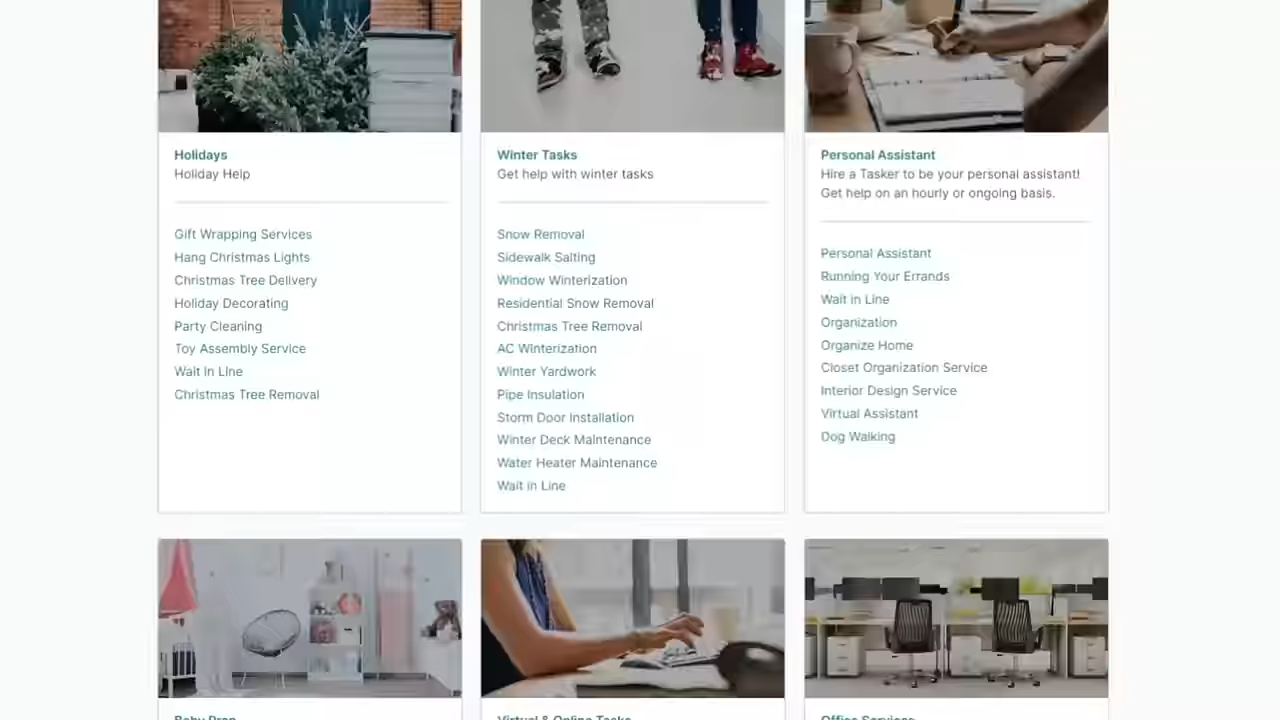 Holidays
Holiday Help
Gift Wrapping Services
Hang Christmas Lights
Christmas Tree Delivery
Holiday Decorating
Party Cleaning
Toy Assembly Service
Wait in Line
Christmas Tree Removal
Winter Tasks
Get help with winter tasks
Snow Removal
Sidewalk Salting
Window Winterization
Residential Snow Removal
Christmas Tree Removal
AC Winterization
Winter Yardwork
Pipe Insulation
Storm Door Installation
Winter Deck Maintenance
Water Heater Maintenance
Wait in Line
Personal Assistant
Hire a Tasker to be your personal assistant!
Get help on an hourly or ongoing basis.
Personal Assistant
Running Your Errands
Wait in Line
Organization
Organize Home
Closet Organization Service
Interior Design Service
Virtual Assistant
Dog Walking
Baby Prep
Virtual & Online Tasks
Office Services